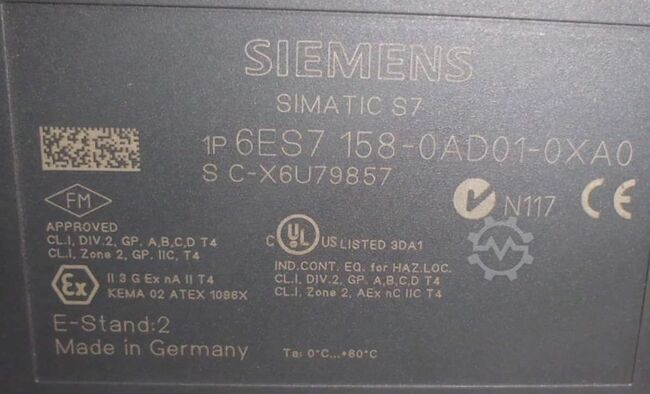 SIEMENS
SIMATIC S7
1P 6ES7 158-0AD01-0XA0
S C-X6U79857
FM
APPROVED
CL.I, DIV.2, GP. A,B,C,D T4
CL.I, Zone 2, GP. IIC, T4
N117
CE
C UL US LISTED 3DA1
IND.CONT. EQ. for HAZ.LOC.
CL.I, DIV.2, GP. A,B,C,D T4
CL.I, Zone 2, AEx nC IIC T4
Ex
II 3 G Ex nA II T4
KEMA 02 ATEX 1096X
E-Stand:2
Made in Germany
Ta: 0°C...+60°C